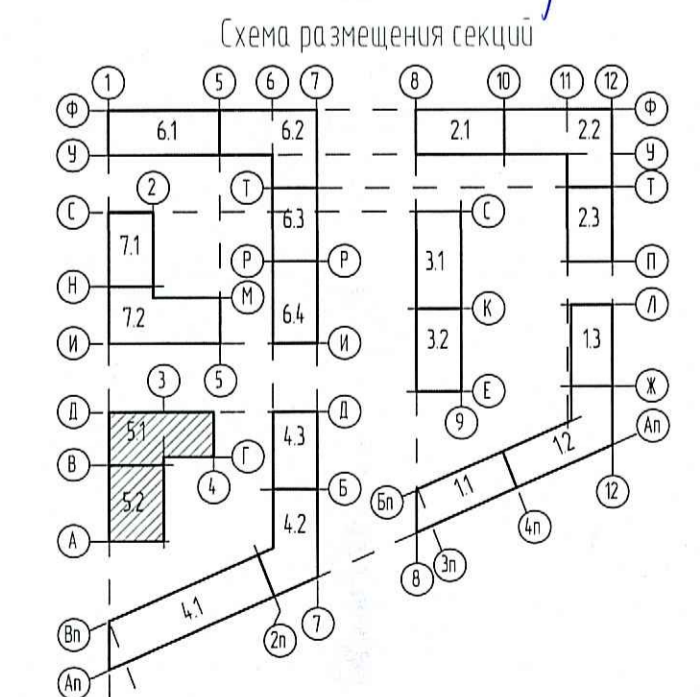 Схема размещения секций
1 5 6 7 8 10 11 12
Ф 6.1 6.2 2.1 2.2 Ф
У У
2 Т Т
С 6.3 С 2.3
7.1 3.1
Р Р П
Н М К Л
7.2 6.4 3.2 1.3
И И
3 5 Е Ж
Д Д 9
5.1 4.3 Ап
Г 1.2
В 4 Б 1.1 12
5.2 Бп
4.2 4п
А 3п
8
4.1 7
Вп 2п
Ап